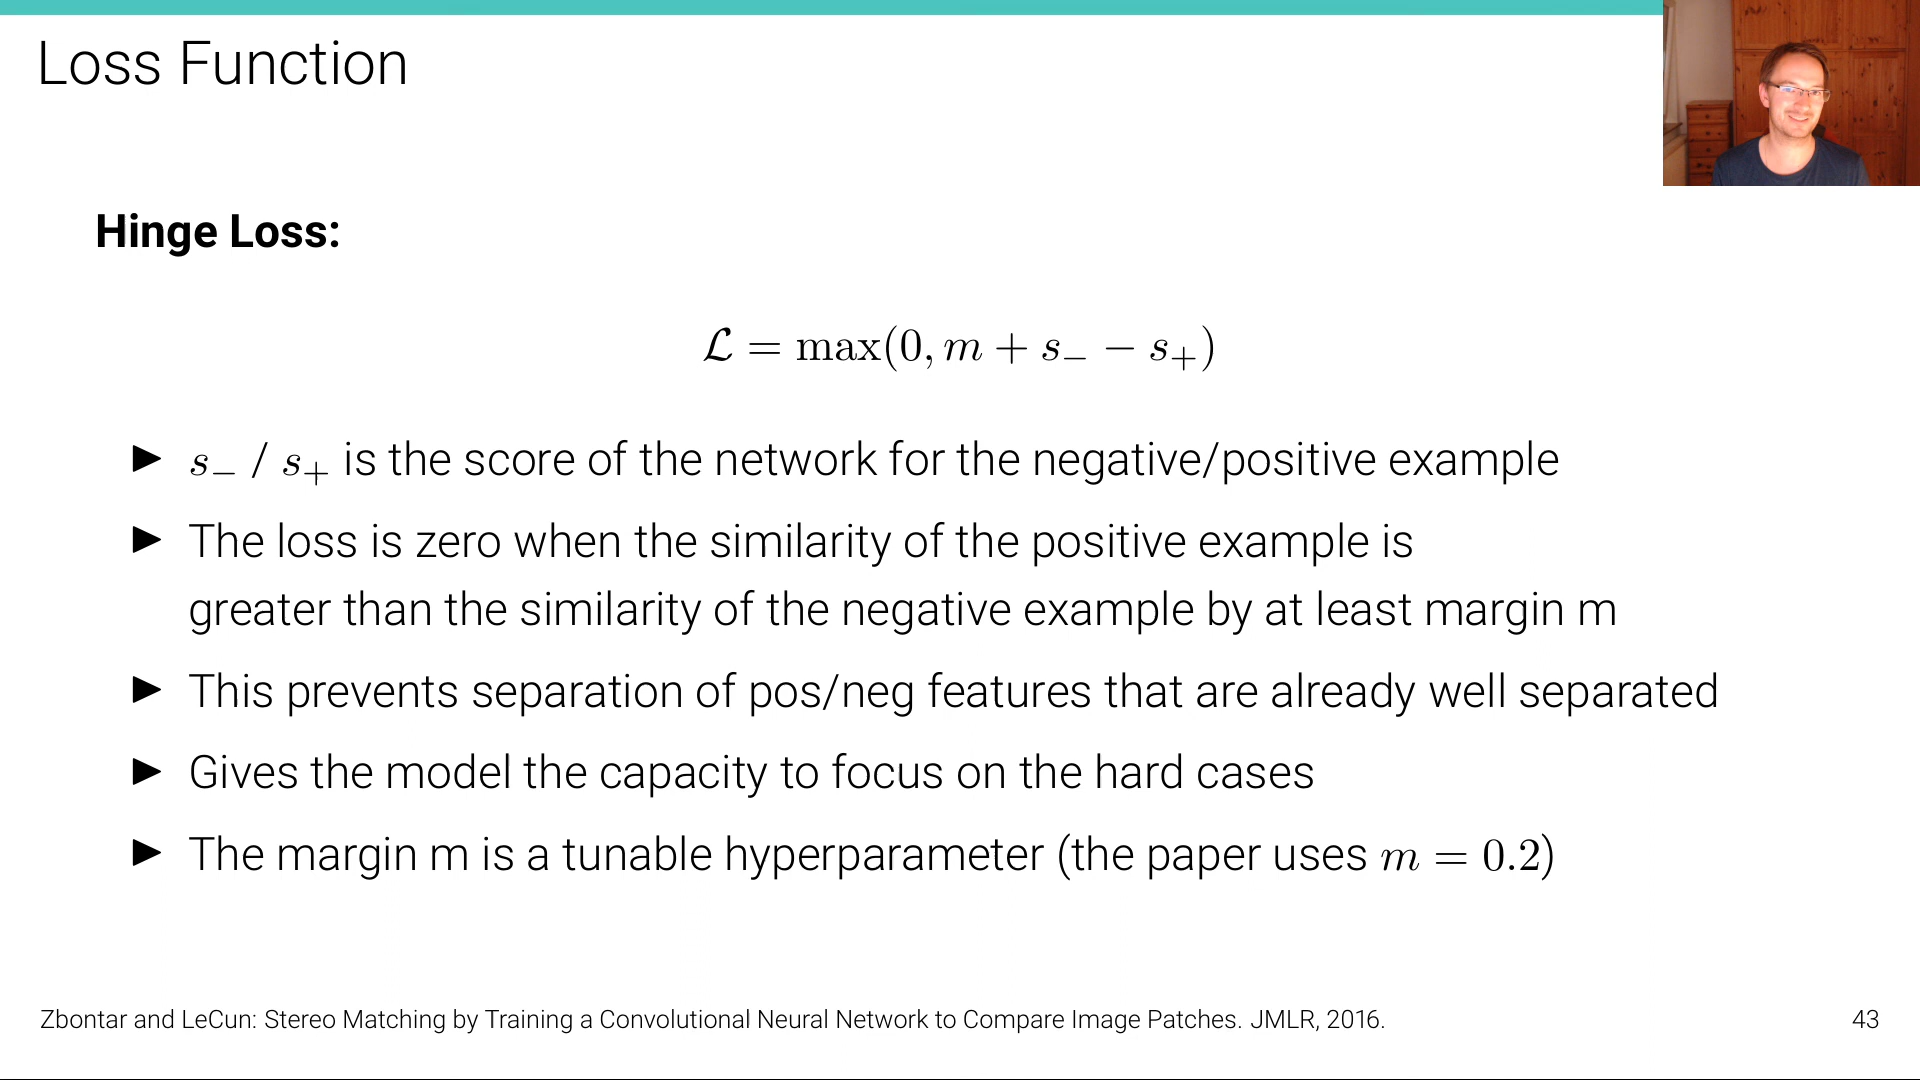 Loss Function
Hinge Loss:
ℒ = max(0, m + s₋ − s₊)
▶ s₋ / s₊ is the score of the network for the negative/positive example
▶ The loss is zero when the similarity of the positive example is
greater than the similarity of the negative example by at least margin m
▶ This prevents separation of pos/neg features that are already well separated
▶ Gives the model the capacity to focus on the hard cases
▶ The margin m is a tunable hyperparameter (the paper uses m = 0.2)
Zbontar and LeCun: Stereo Matching by Training a Convolutional Neural Network to Compare Image Patches. JMLR, 2016.
43